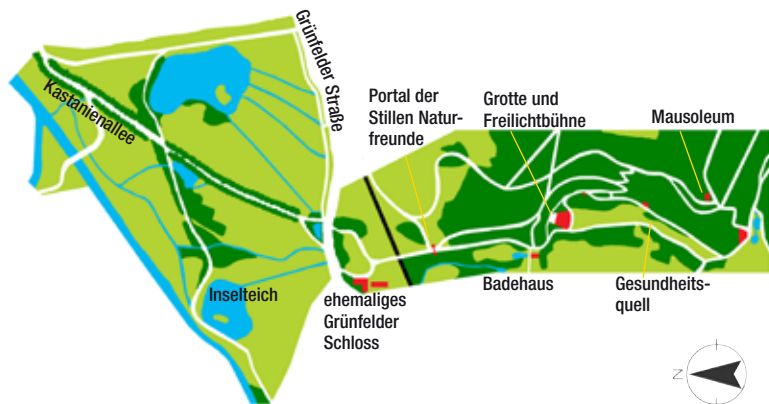 Grünfelder Straße
Kastanienallee
Portal der
Stillen Natur-
freunde
Grotte und
Freilichtbühne
Mausoleum
Inselteich
ehemaliges
Grünfelder
Schloss
Badehaus
Gesundheits-
quell
N